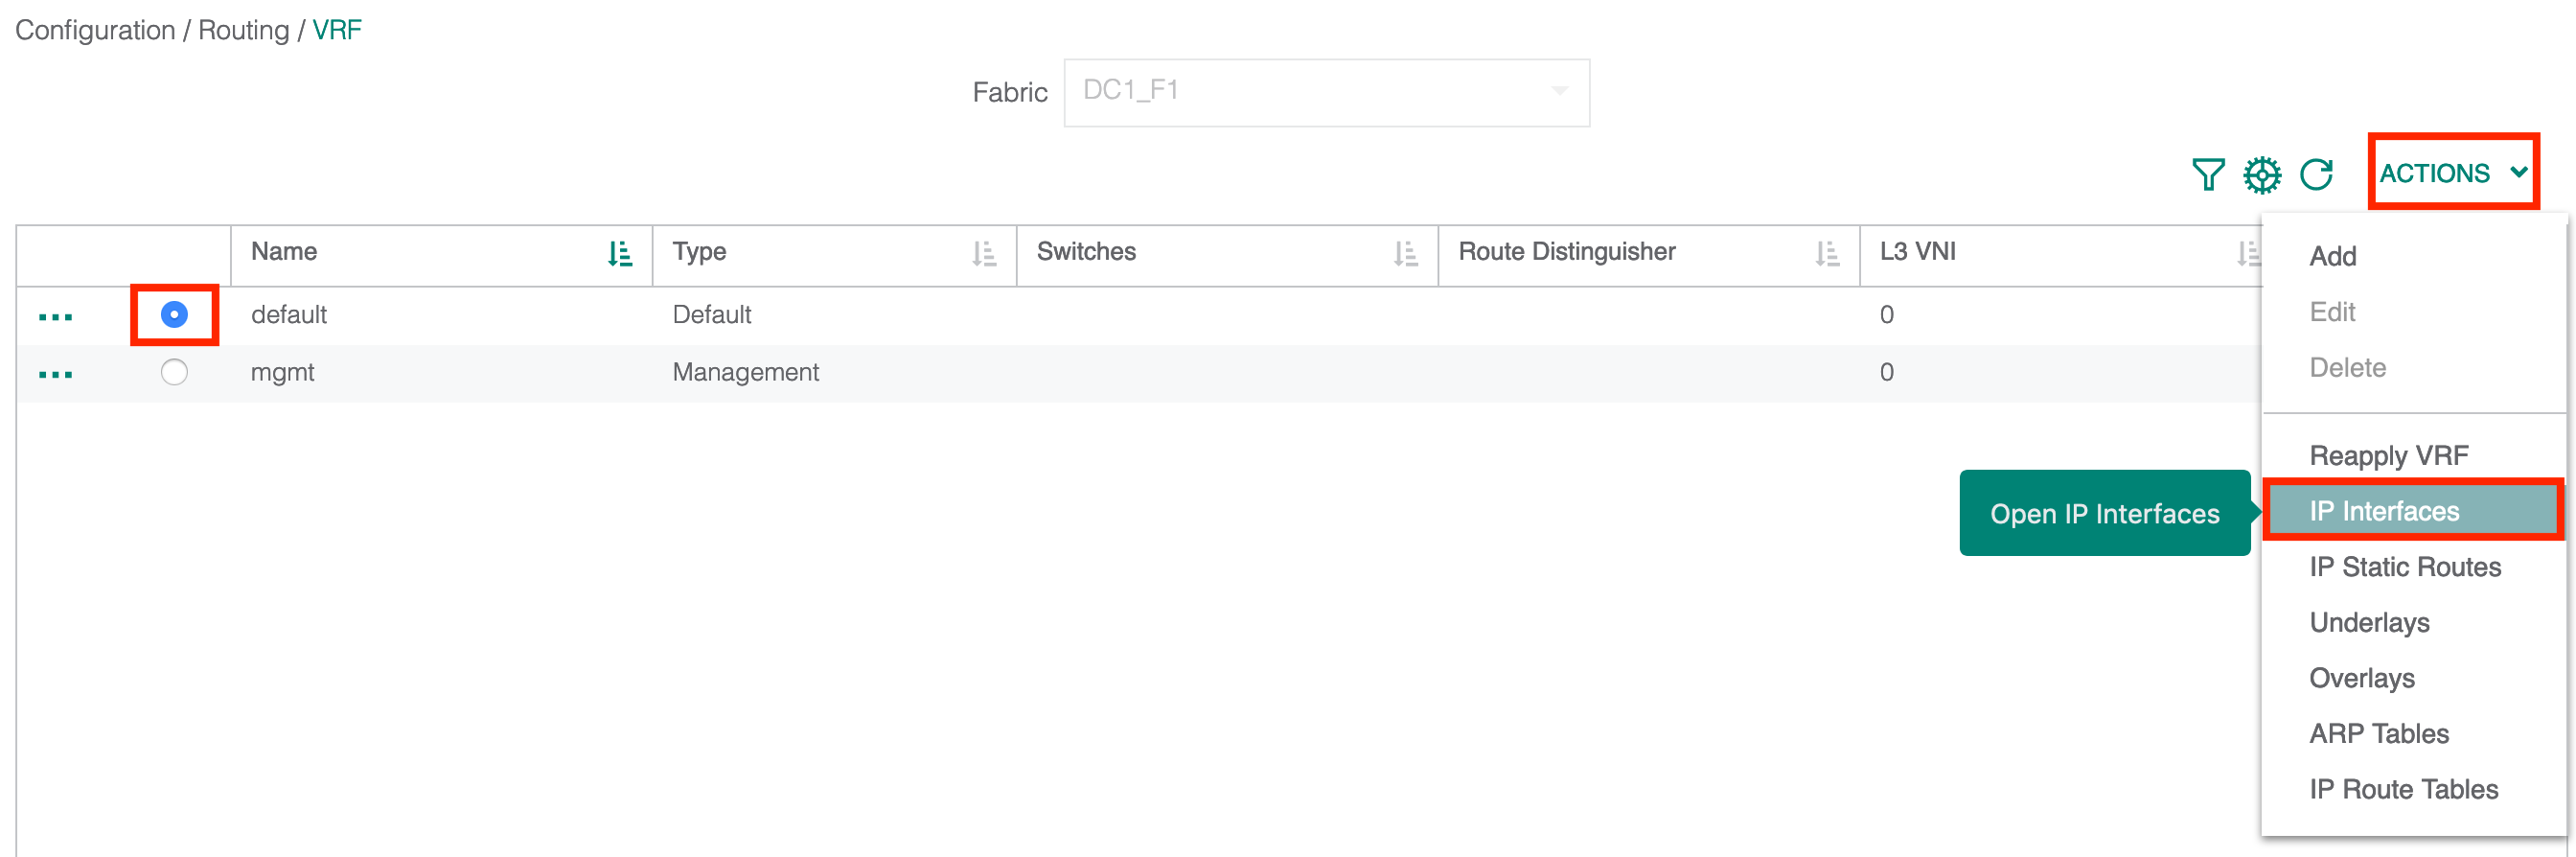 Configuration / Routing / VRF
Fabric DC1_F1
ACTIONS
Name Type Switches Route Distinguisher L3 VNI
default Default 0
mgmt Management 0
Add
Edit
Delete
Reapply VRF
Open IP Interfaces
IP Interfaces
IP Static Routes
Underlays
Overlays
ARP Tables
IP Route Tables